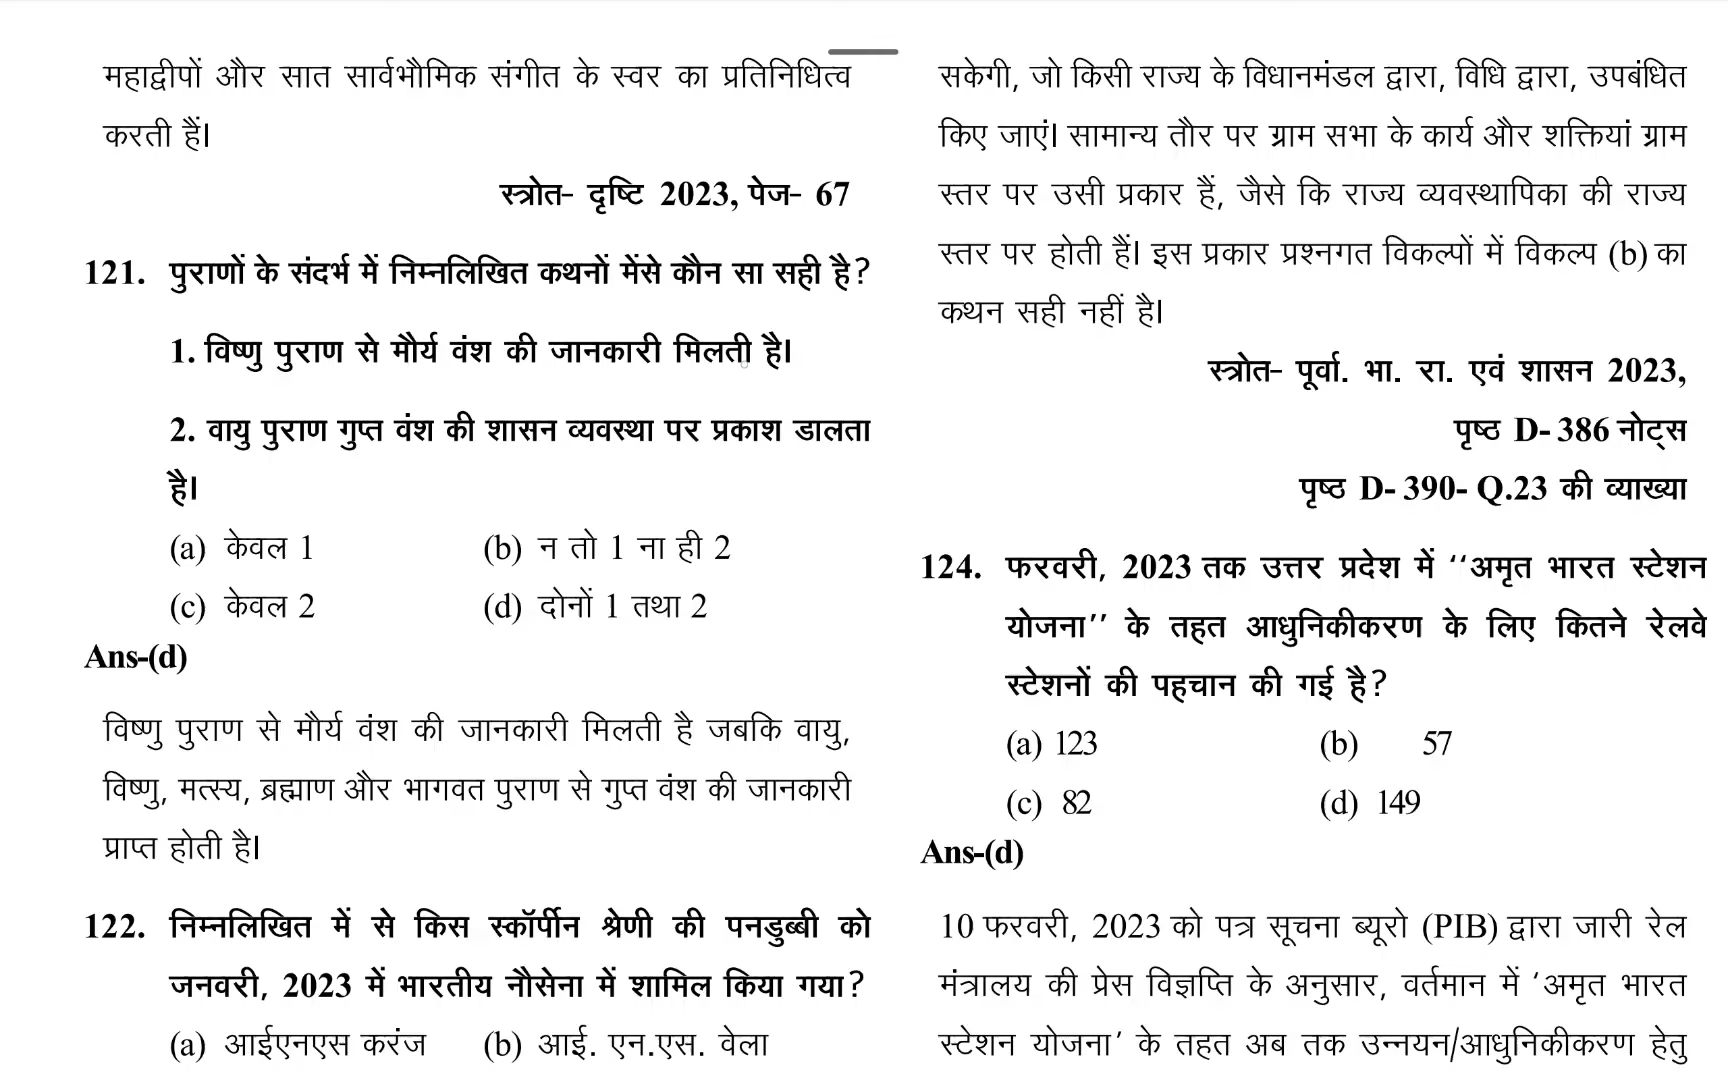 महाद्वीपों और सात सार्वभौमिक संगीत के स्वर का प्रतिनिधित्व
करती हैं।
स्त्रोत- दृष्टि 2023, पेज- 67
121. पुराणों के संदर्भ में निम्नलिखित कथनों मेंसे कौन सा सही है?
1. विष्णु पुराण से मौर्य वंश की जानकारी मिलती है।
2. वायु पुराण गुप्त वंश की शासन व्यवस्था पर प्रकाश डालता
है।
(a) केवल 1 (b) न तो 1 ना ही 2
(c) केवल 2 (d) दोनों 1 तथा 2
Ans-(d)
विष्णु पुराण से मौर्य वंश की जानकारी मिलती है जबकि वायु,
विष्णु, मत्स्य, ब्रह्माण और भागवत पुराण से गुप्त वंश की जानकारी
प्राप्त होती है।
122. निम्नलिखित में से किस स्कॉर्पीन श्रेणी की पनडुब्बी को
जनवरी, 2023 में भारतीय नौसेना में शामिल किया गया?
(a) आईएनएस करंज (b) आई. एन.एस. वेला
सकेगी, जो किसी राज्य के विधानमंडल द्वारा, विधि द्वारा, उपबंधित
किए जाएं। सामान्य तौर पर ग्राम सभा के कार्य और शक्तियां ग्राम
स्तर पर उसी प्रकार हैं, जैसे कि राज्य व्यवस्थापिका की राज्य
स्तर पर होती हैं। इस प्रकार प्रश्नगत विकल्पों में विकल्प (b) का
कथन सही नहीं है।
स्त्रोत- पूर्वा. भा. रा. एवं शासन 2023,
पृष्ठ D- 386 नोट्स
पृष्ठ D- 390- Q.23 की व्याख्या
124. फरवरी, 2023 तक उत्तर प्रदेश में ‘‘अमृत भारत स्टेशन
योजना’’ के तहत आधुनिकीकरण के लिए कितने रेलवे
स्टेशनों की पहचान की गई है?
(a) 123 (b) 57
(c) 82 (d) 149
Ans-(d)
10 फरवरी, 2023 को पत्र सूचना ब्यूरो (PIB) द्वारा जारी रेल
मंत्रालय की प्रेस विज्ञप्ति के अनुसार, वर्तमान में ‘अमृत भारत
स्टेशन योजना’ के तहत अब तक उन्नयन/आधुनिकीकरण हेतु